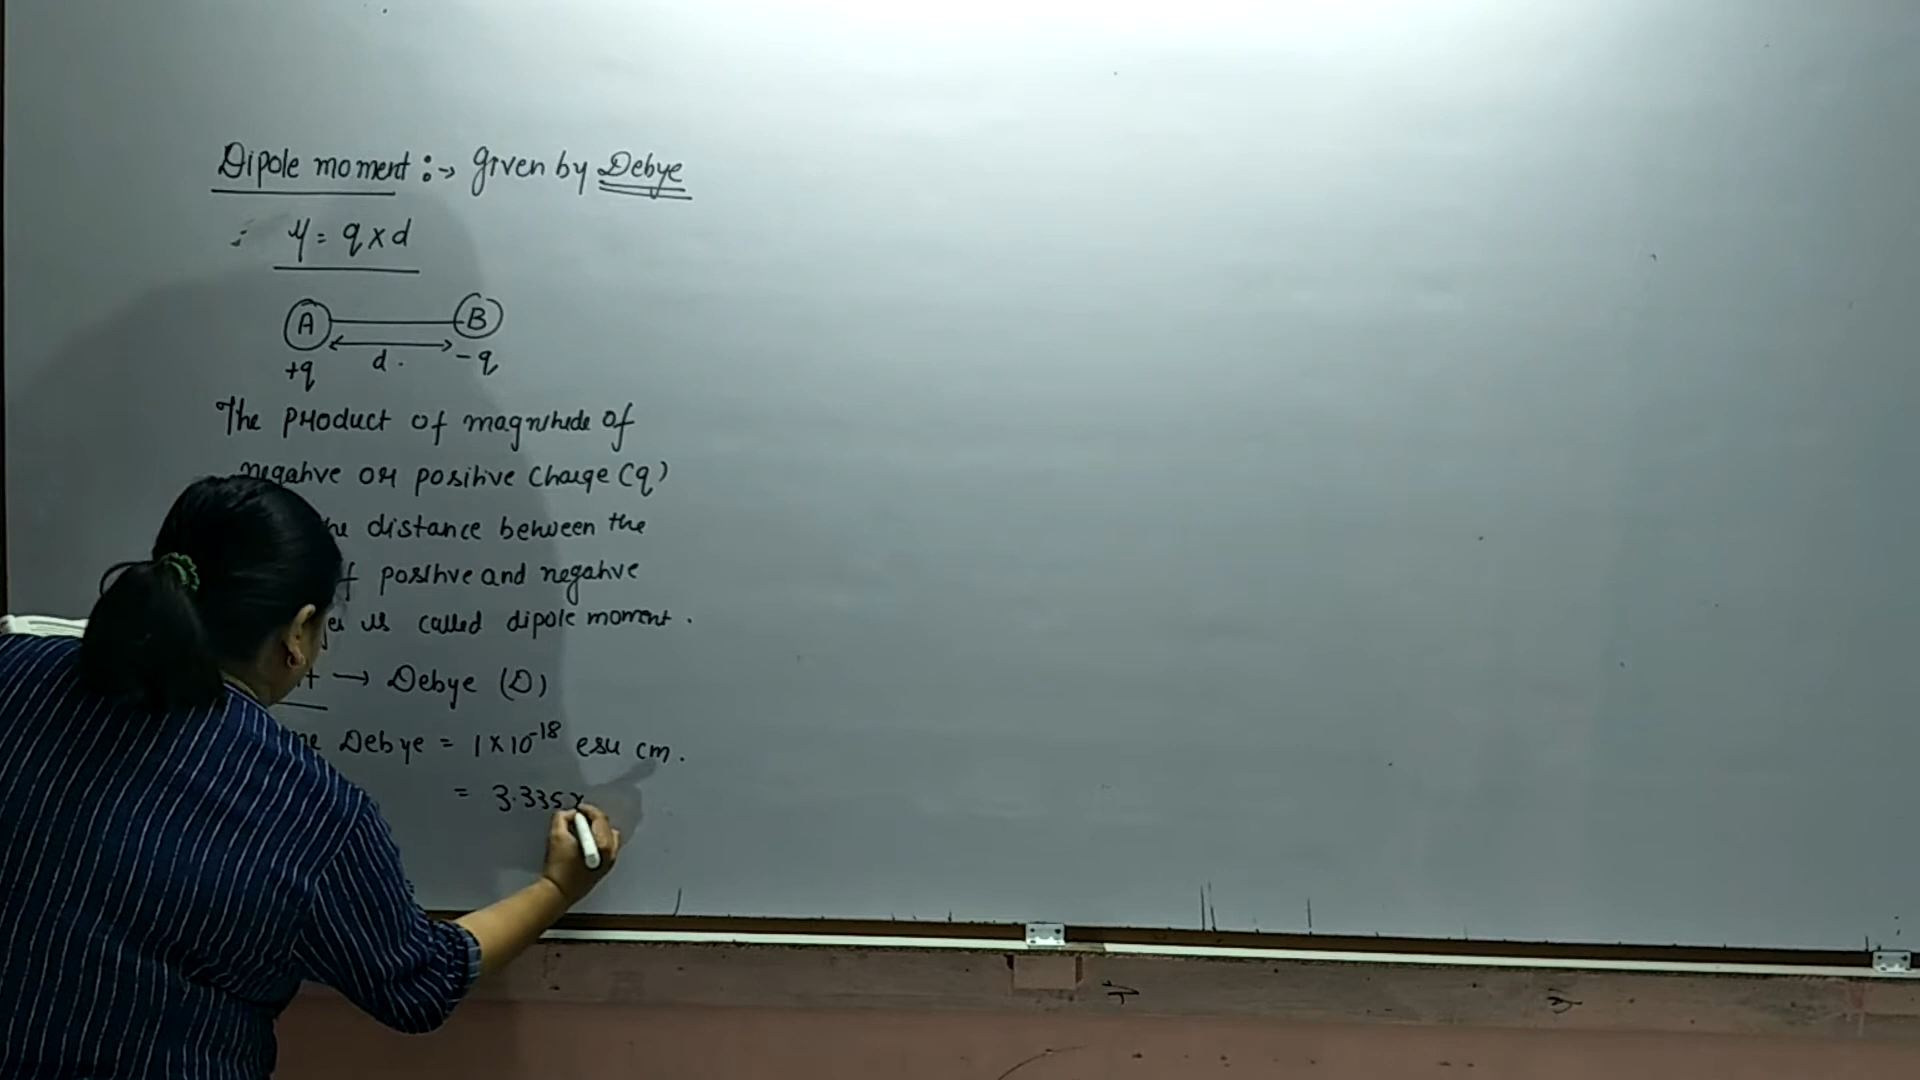 Dipole moment :→ given by Debye
∴ μ = q x d
A B
d. -q
+q
The product of magnitude of
negative or positive charge (q)
distance between the
positive and negative
is called dipole moment.
→ Debye (D)
Debye = 1 X 10⁻¹⁸ esu cm.
= 3.335 x